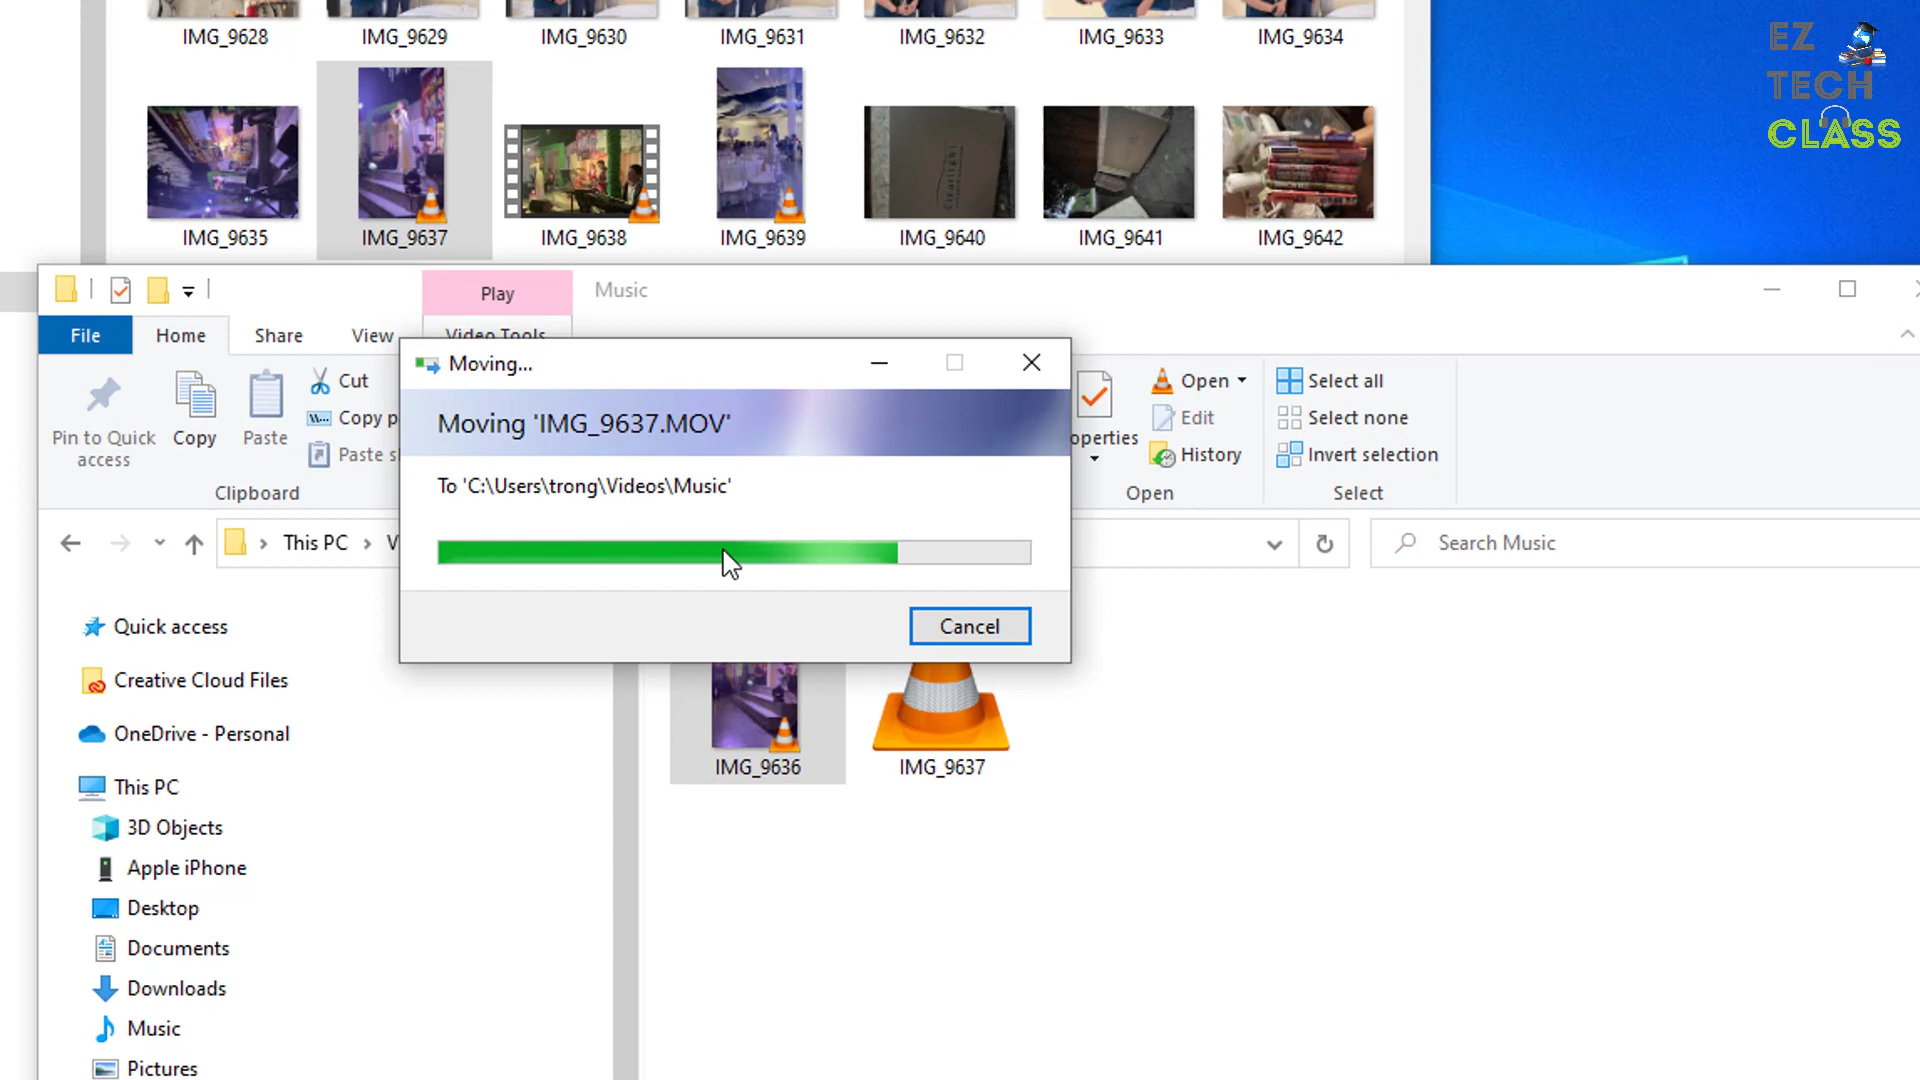 IMG_9628 IMG_9629 IMG_9630 IMG_9631 IMG_9632 IMG_9633 IMG_9634
EZ
TECH
CLASS
IMG_9635 IMG_9637 IMG_9638 IMG_9639 IMG_9640 IMG_9641 IMG_9642
Play Music
File Home Share View Video Tools
Moving...
Moving 'IMG_9637.MOV'
To 'C:\Users\trong\Videos\Music'
Cancel
Pin to Quick
access
Copy
Paste
Cut
Copy p
Paste s
Clipboard
operties
Open
Edit
History
Open
Select all
Select none
Invert selection
Select
This PC V
Search Music
Quick access
Creative Cloud Files
OneDrive - Personal
This PC
3D Objects
Apple iPhone
Desktop
Documents
Downloads
Music
Pictures
IMG_9636 IMG_9637